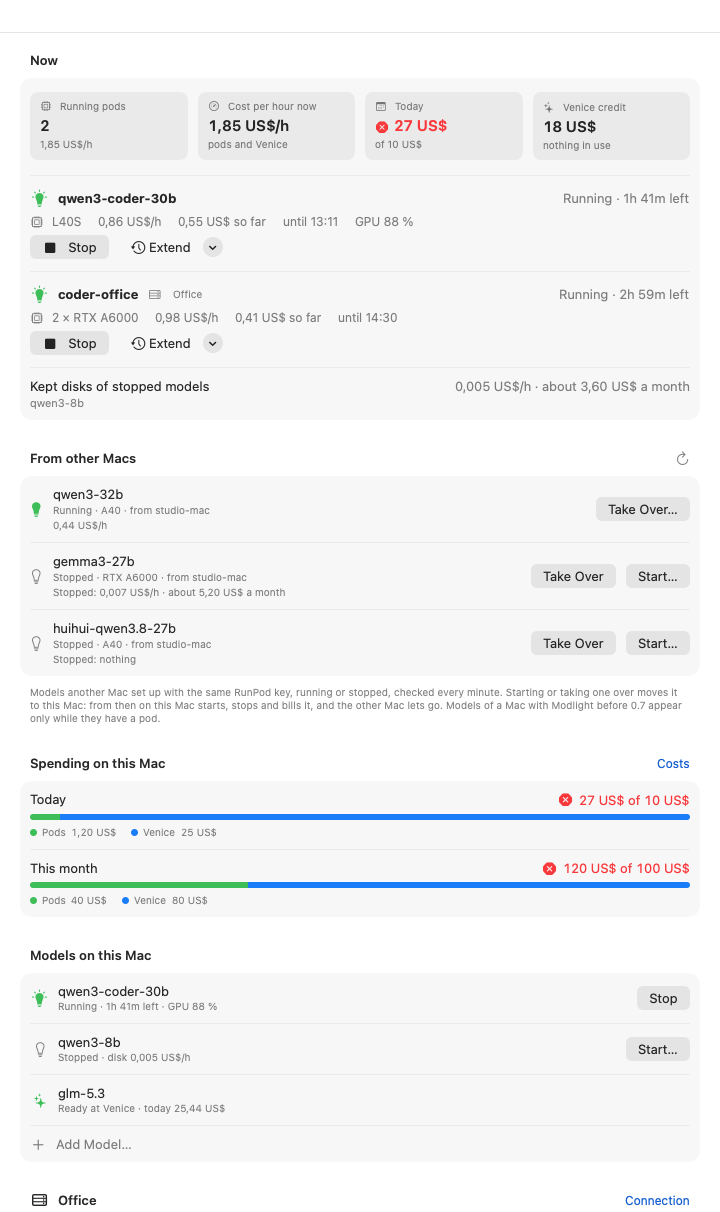 Now
Running pods
2
1,85 US$/h
Cost per hour now
1,85 US$/h
pods and Venice
Today
27 US$
of 10 US$
Venice credit
18 US$
nothing in use
qwen3-coder-30b
Running · 1h 41m left
L40S 0,86 US$/h 0,55 US$ so far until 13:11 GPU 88 %
Stop Extend
coder-office Office
Running · 2h 59m left
2 × RTX A6000 0,98 US$/h 0,41 US$ so far until 14:30
Stop Extend
Kept disks of stopped models 0,005 US$/h · about 3,60 US$ a month
qwen3-8b
From other Macs
qwen3-32b
Running · A40 · from studio-mac
0,44 US$/h
Take Over...
gemma3-27b
Stopped · RTX A6000 · from studio-mac
Stopped: 0,007 US$/h · about 5,20 US$ a month
Take Over Start...
huihui-qwen3.8-27b
Stopped · A40 · from studio-mac
Stopped: nothing
Take Over Start...
Models another Mac set up with the same RunPod key, running or stopped, checked every minute. Starting or taking one over moves it
to this Mac: from then on this Mac starts, stops and bills it, and the other Mac lets go. Models of a Mac with Modlight before 0.7 appear
only while they have a pod.
Spending on this Mac Costs
Today 27 US$ of 10 US$
Pods 1,20 US$ Venice 25 US$
This month 120 US$ of 100 US$
Pods 40 US$ Venice 80 US$
Models on this Mac
qwen3-coder-30b
Running · 1h 41m left · GPU 88 %
Stop
qwen3-8b
Stopped · disk 0,005 US$/h
Start...
glm-5.3
Ready at Venice · today 25,44 US$
Add Model...
Office Connection